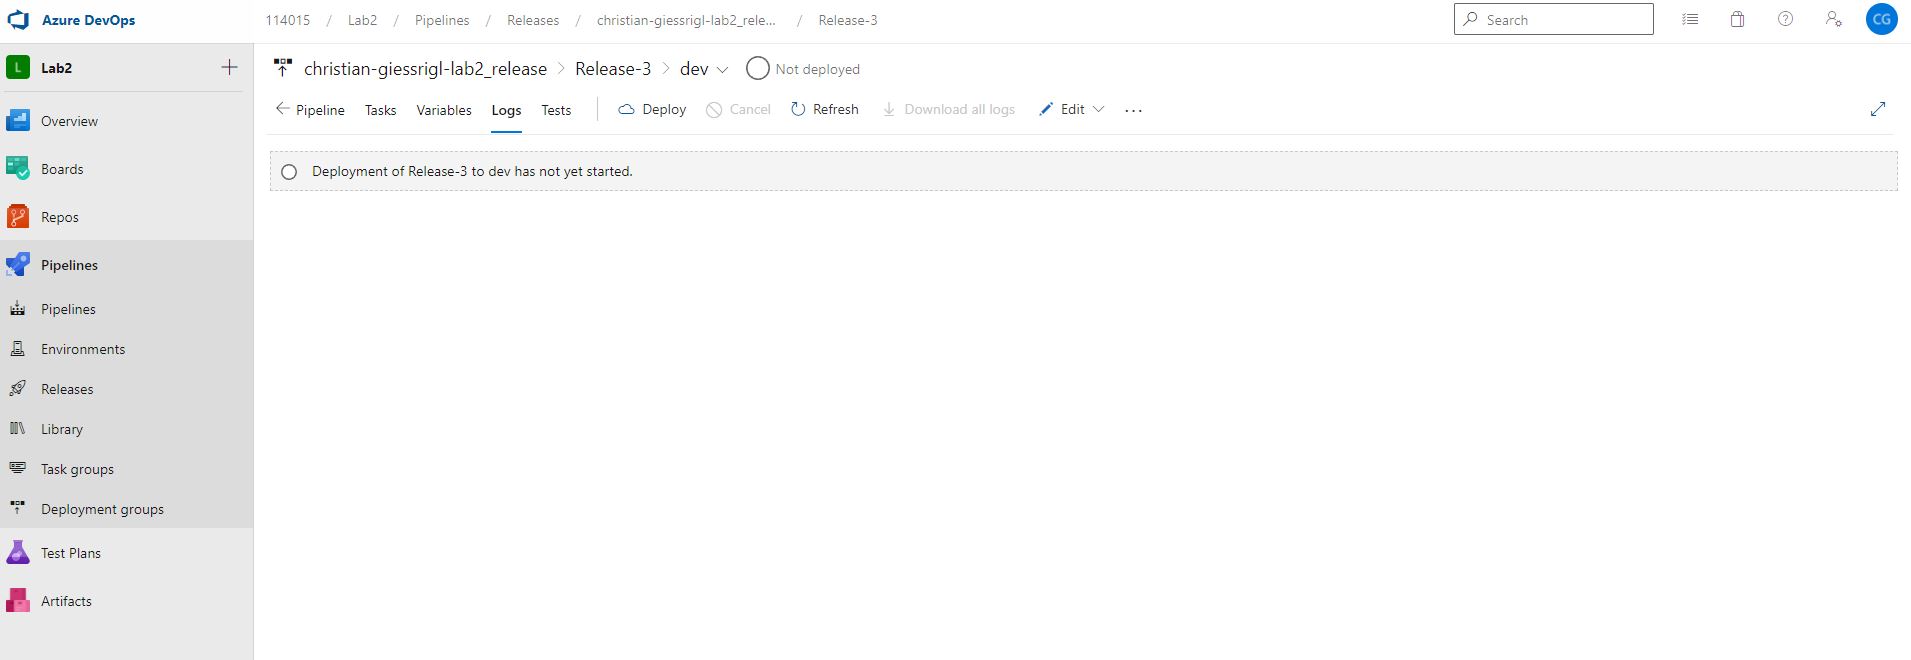 Azure DevOps
114015 / Lab2 / Pipelines / Releases / christian-giessrigl-lab2_rele... / Release-3
Search
CG
L Lab2
christian-giessrigl-lab2_release > Release-3 > dev Not deployed
Pipeline Tasks Variables Logs Tests Deploy Cancel Refresh Download all logs Edit ...
Deployment of Release-3 to dev has not yet started.
Overview
Boards
Repos
Pipelines
Pipelines
Environments
Releases
Library
Task groups
Deployment groups
Test Plans
Artifacts